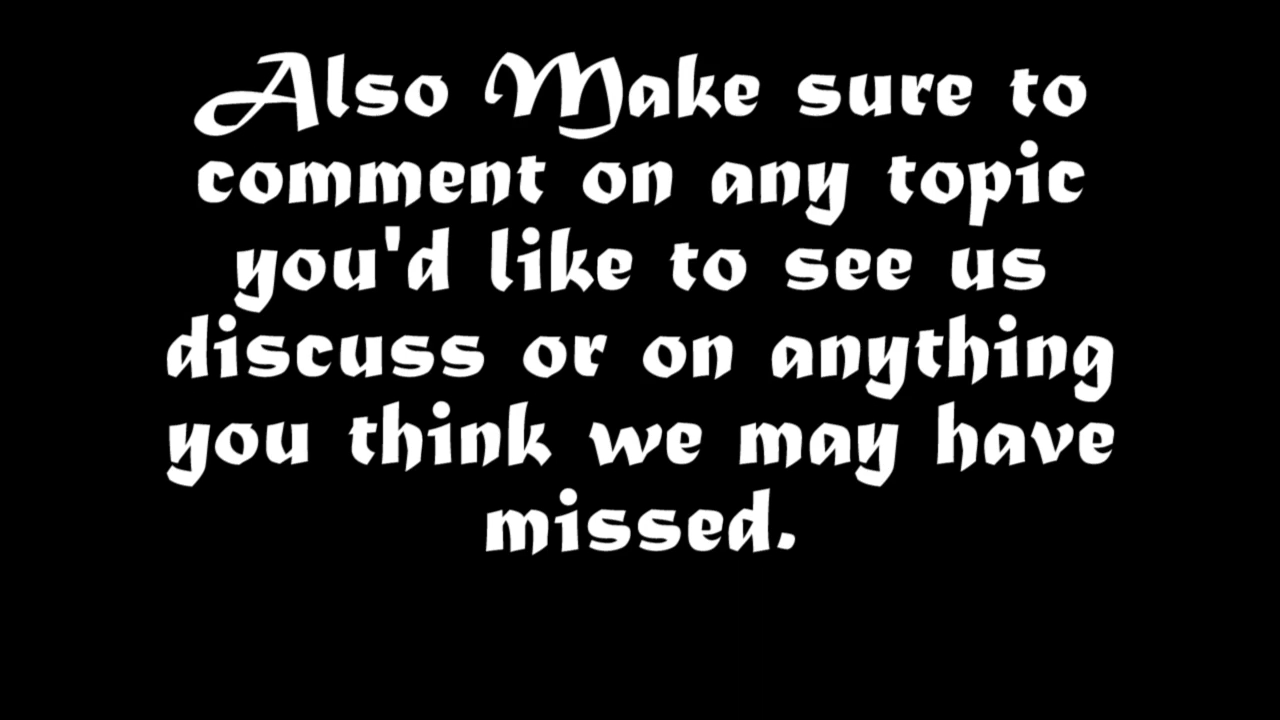 Also Make sure to
comment on any topic
you'd like to see us
discuss or on anything
you think we may have
missed.